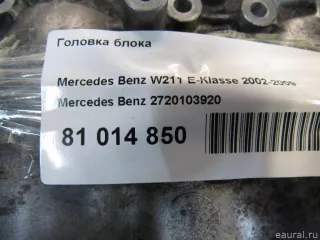 Головка блока
Mercedes Benz W211 E-Klasse 2002-2009
Mercedes Benz 2720103920
81 014 850
eaural.ru